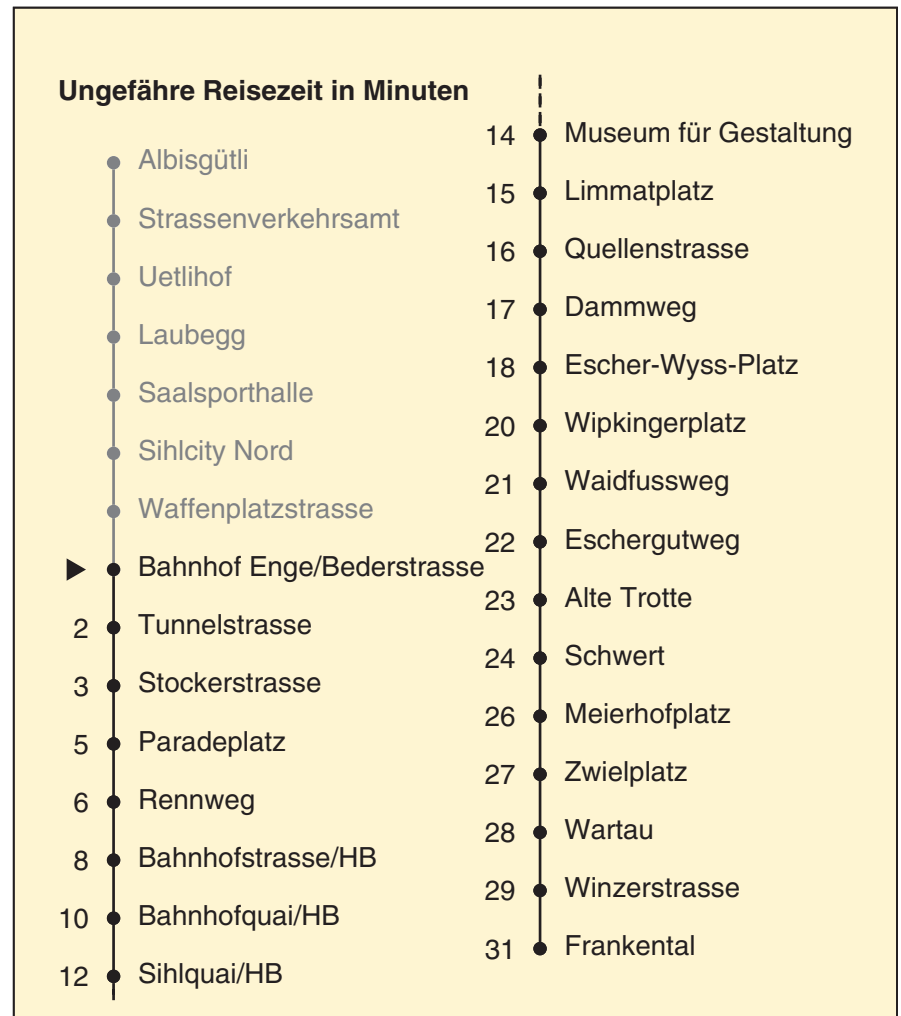 Ungefähre Reisezeit in Minuten
Albisgütli
Strassenverkehrsamt
Uetlihof
Laubegg
Saalsporthalle
Sihlcity Nord
Waffenplatzstrasse
Bahnhof Enge/Bederstrasse
2 Tunnelstrasse
3 Stockerstrasse
5 Paradeplatz
6 Rennweg
8 Bahnhofstrasse/HB
10 Bahnhofquai/HB
12 Sihlquai/HB
14 Museum für Gestaltung
15 Limmatplatz
16 Quellenstrasse
17 Dammweg
18 Escher-Wyss-Platz
20 Wipkingerplatz
21 Waidfussweg
22 Eschergutweg
23 Alte Trotte
24 Schwert
26 Meierhofplatz
27 Zwielplatz
28 Wartau
29 Winzerstrasse
31 Frankental